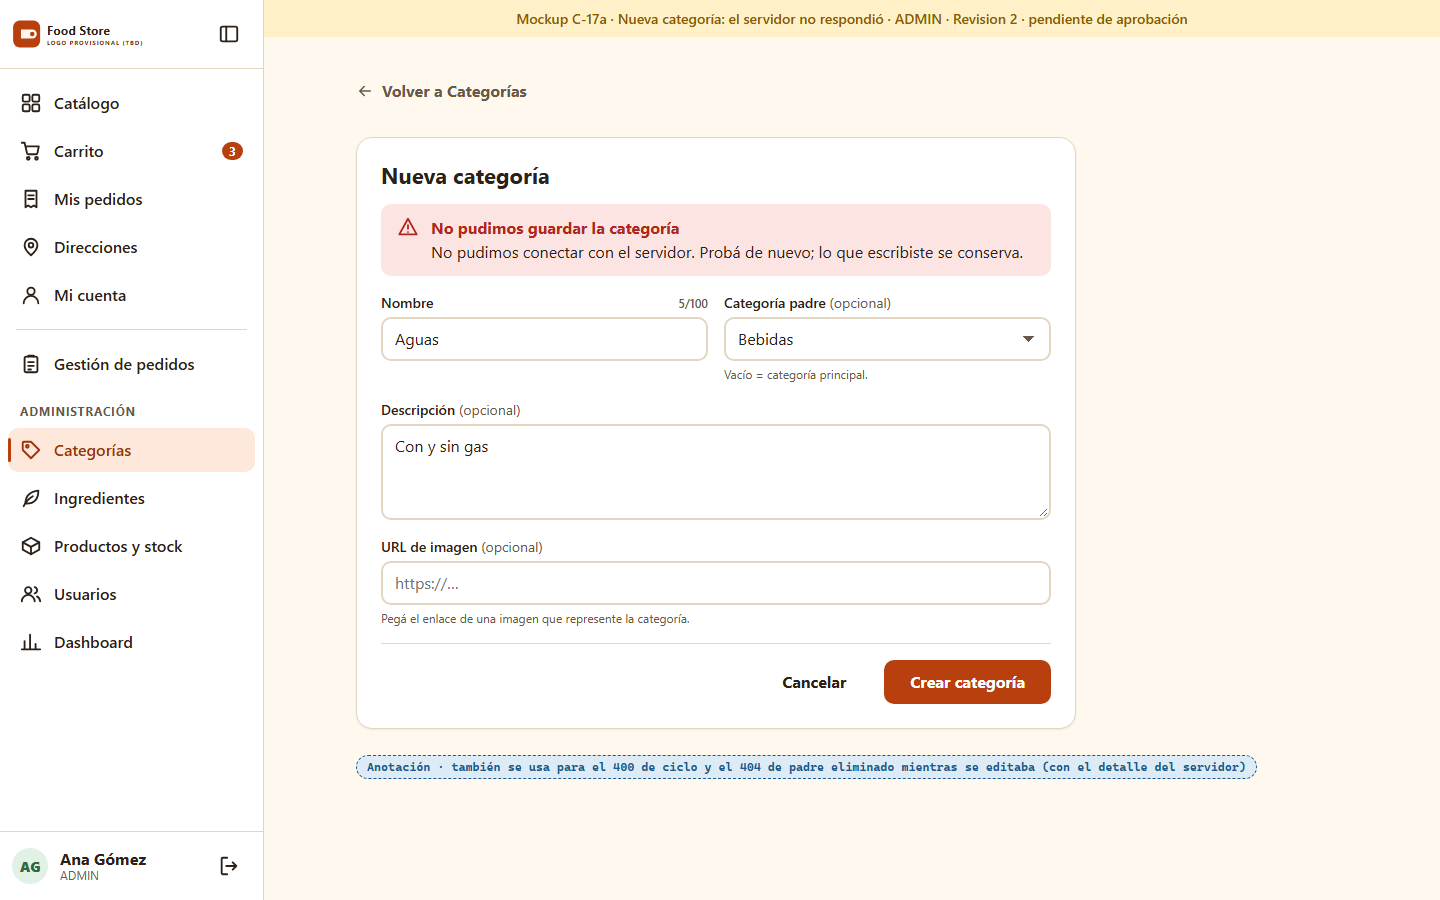 Mockup C-17a · Nueva categoría: el servidor no respondió · ADMIN · Revision 2 · pendiente de aprobación
Food Store
LOGO PROVISIONAL (TBD)
Catálogo
Carrito
3
Mis pedidos
Direcciones
Mi cuenta
Gestión de pedidos
ADMINISTRACIÓN
Categorías
Ingredientes
Productos y stock
Usuarios
Dashboard
AG
Ana Gómez
ADMIN
Volver a Categorías
Nueva categoría
No pudimos guardar la categoría
No pudimos conectar con el servidor. Probá de nuevo; lo que escribiste se conserva.
Nombre
5/100
Aguas
Categoría padre (opcional)
Bebidas
Vacío = categoría principal.
Descripción (opcional)
Con y sin gas
URL de imagen (opcional)
https://...
Pegá el enlace de una imagen que represente la categoría.
Cancelar
Crear categoría
Anotación · también se usa para el 400 de ciclo y el 404 de padre eliminado mientras se editaba (con el detalle del servidor)